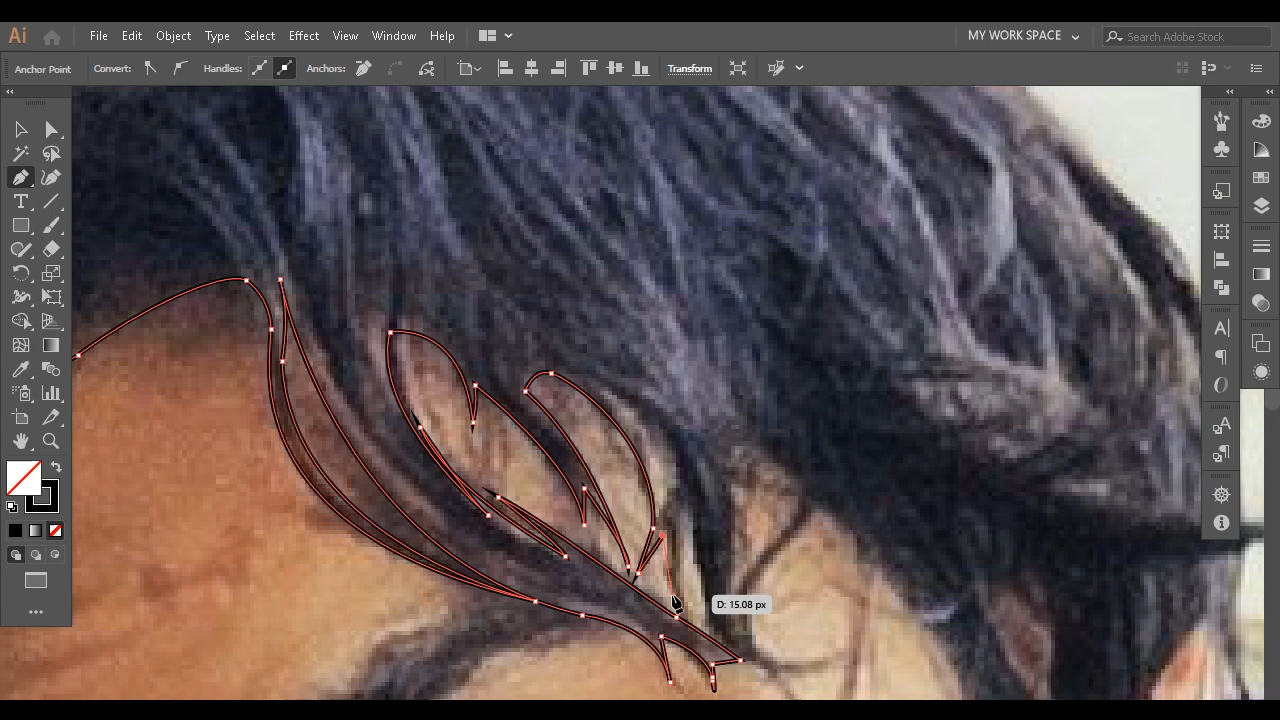 Ai File Edit Object Type Select Effect View Window Help MY WORK SPACE Search Adobe Stock
Anchor Point Convert: Handles: Anchors: Transform
D: 15.08 px